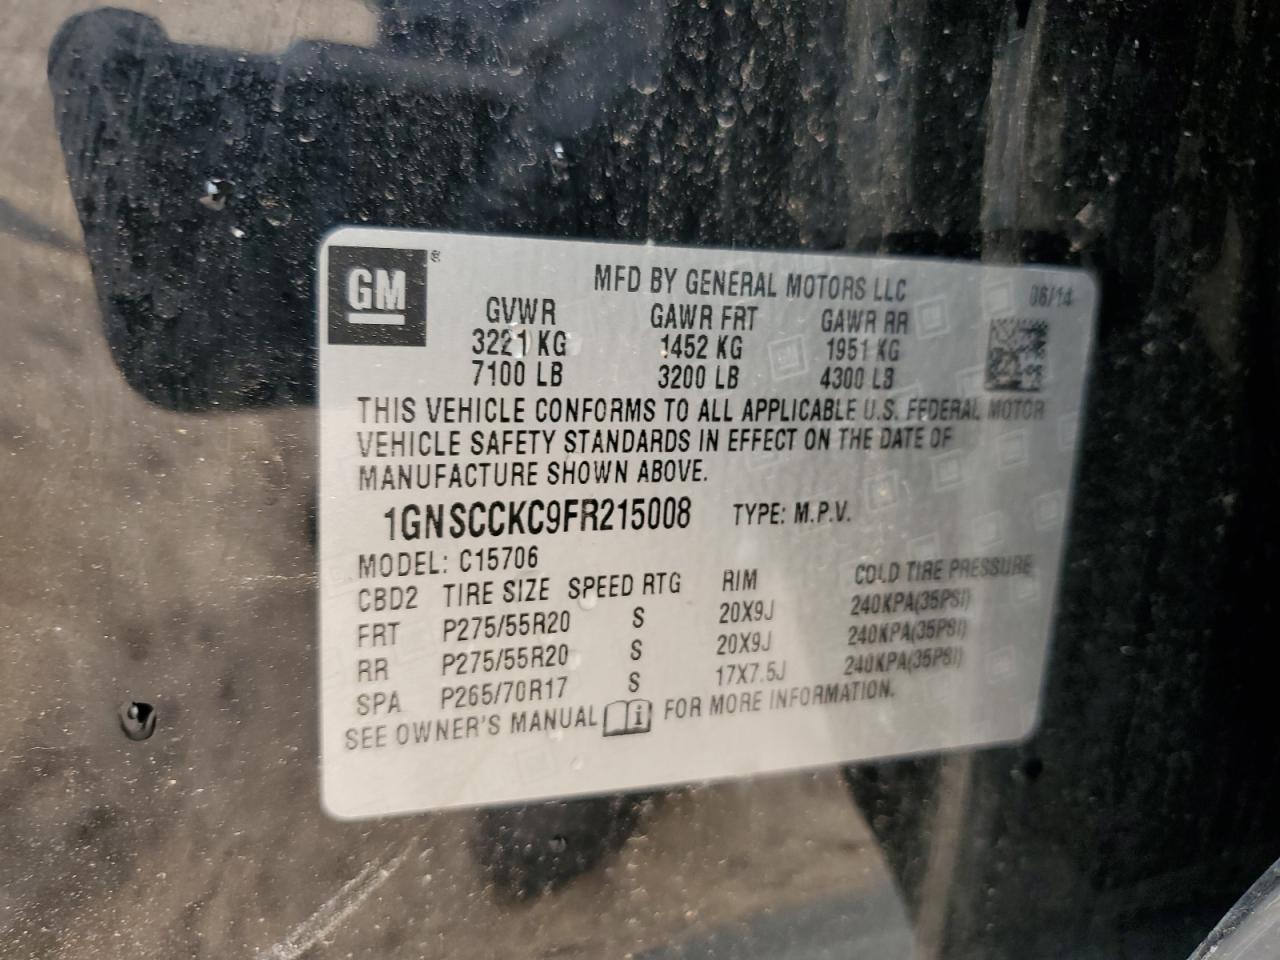 GM®
MFD BY GENERAL MOTORS LLC 06/14
GVWR GAWR FRT GAWR RR
3221 KG 1452 KG 1951 KG
7100 LB 3200 LB 4300 LB
THIS VEHICLE CONFORMS TO ALL APPLICABLE U.S. FEDERAL MOTOR
VEHICLE SAFETY STANDARDS IN EFFECT ON THE DATE OF
MANUFACTURE SHOWN ABOVE.
1GNSCCKC9FR215008 TYPE: M.P.V.
MODEL: C15706
CBD2 TIRE SIZE SPEED RTG RIM COLD TIRE PRESSURE
FRT P275/55R20 S 20X9J 240KPA(35PSI)
RR P275/55R20 S 20X9J 240KPA(35PSI)
SPA P265/70R17 S 17X7.5J 240KPA(35PSI)
SEE OWNER'S MANUAL FOR MORE INFORMATION.